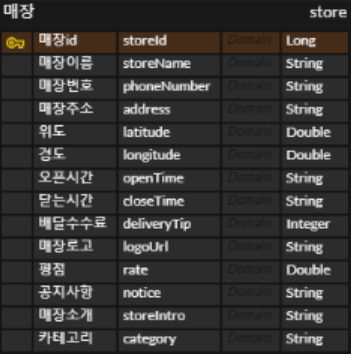 매장 store
매장id storeId Domain Long
매장이름 storeName Domain String
매장번호 phoneNumber Domain String
매장주소 address Domain String
위도 latitude Domain Double
경도 longitude Domain Double
오픈시간 openTime Domain String
닫는시간 closeTime Domain String
배달수수료 deliveryTip Domain Integer
매장로고 logoUrl Domain String
평점 rate Domain Double
공지사항 notice Domain String
매장소개 storeIntro Domain String
카테고리 category Domain String